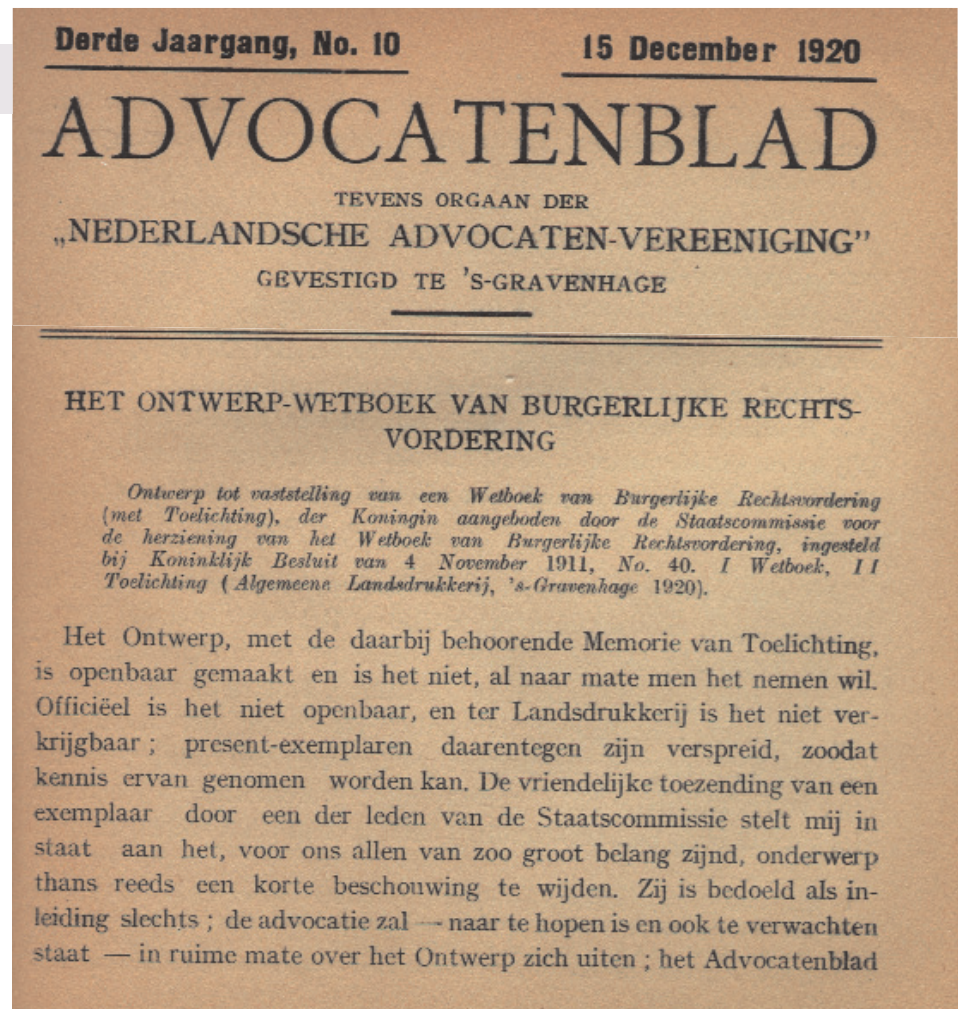 Derde Jaargang, No. 10
15 December 1920
ADVOCATENBLAD
TEVENS ORGAAN DER
„NEDERLANDSCHE ADVOCATEN-VEREENIGING”
GEVESTIGD TE 'S-GRAVENHAGE
HET ONTWERP-WETBOEK VAN BURGERLIJKE RECHTS-
VORDERING
Ontwerp tot vaststelling van een Wetboek van Burgerlijke Rechtsvordering
(met Toelichting), der Koningin aangeboden door de Staatscommissie voor
de herziening van het Wetboek van Burgerlijke Rechtsvordering, ingesteld
bij Koninklijk Besluit van 4 November 1911, No. 40. I Wetboek, II
Toelichting (Algemeene Landsdrukkerij, 's-Gravenhage 1920).
Het Ontwerp, met de daarbij behoorende Memorie van Toelichting,
is openbaar gemaakt en is het niet, al naar mate men het nemen wil.
Officiëel is het niet openbaar, en ter Landsdrukkerij is het niet ver-
krijgbaar ; present-exemplaren daarentegen zijn verspreid, zoodat
kennis ervan genomen worden kan. De vriendelijke toezending van een
exemplaar door een der leden van de Staatscommissie stelt mij in
staat aan het, voor ons allen van zoo groot belang zijnd, onderwerp
thans reeds een korte beschouwing te wijden. Zij is bedoeld als in-
leiding slechts ; de advocatie zal — naar te hopen is en ook te verwachten
staat — in ruime mate over het Ontwerp zich uiten ; het Advocatenblad